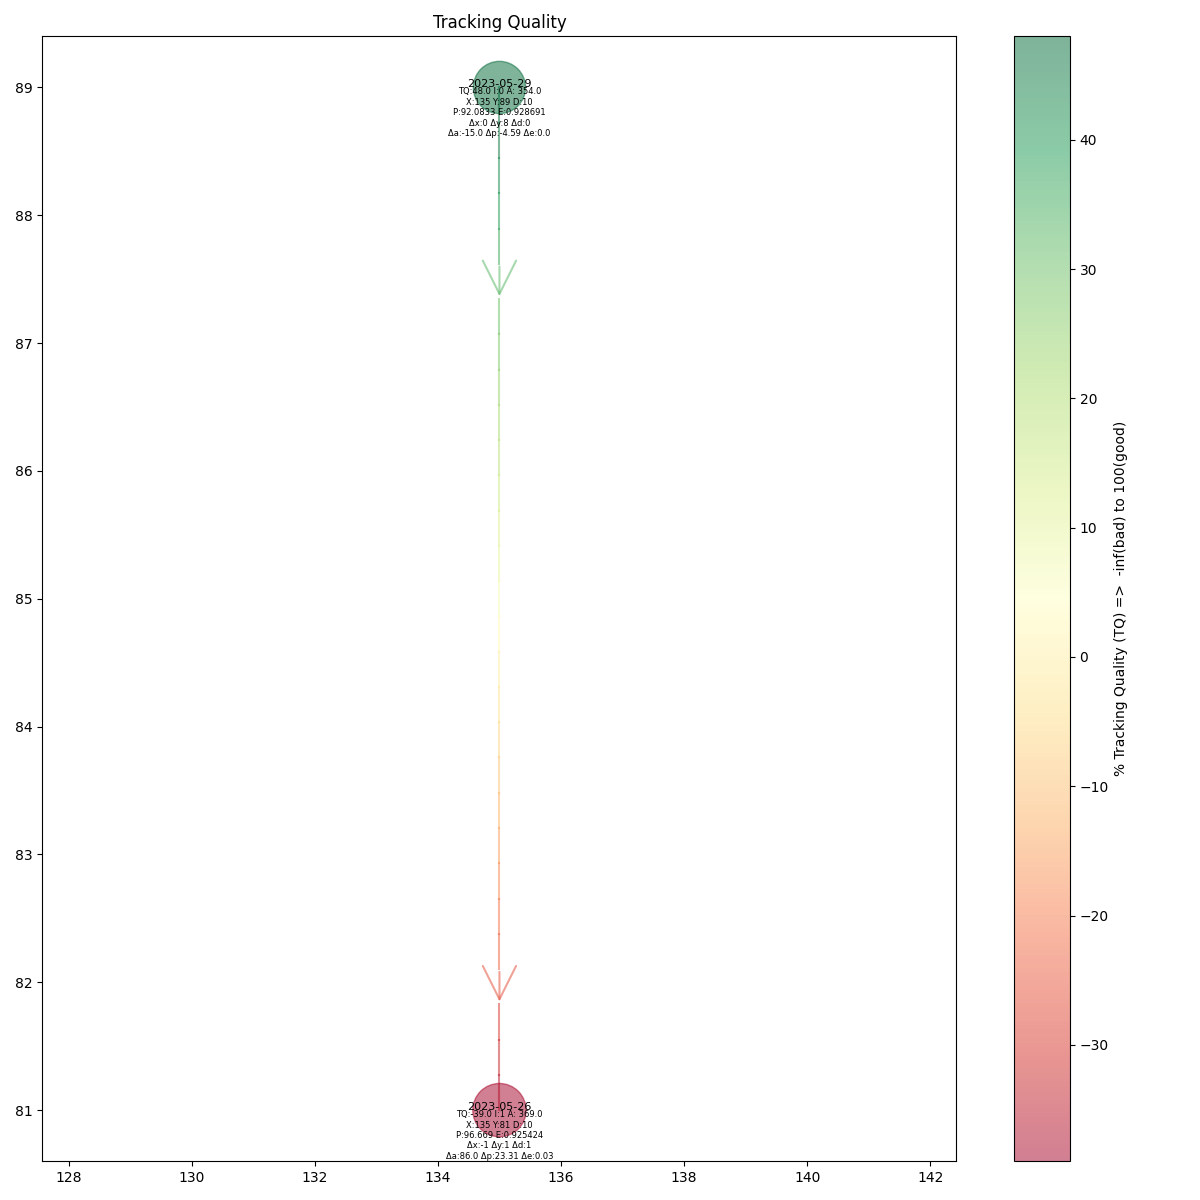 Tracking Quality
89
88
87
86
85
84
83
82
81
2023-05-29
TQ:48.0 I:0 A: 354.0
X:135 Y:89 D:10
P:92.0833 E:0.928691
Δx:0 Δy:8 Δd:0
Δa:-15.0 Δp:-4.59 Δe:0.0
2023-05-26
TQ:-39.0 I:1 A: 369.0
X:135 Y:81 D:10
P:96.669 E:0.925424
Δx:-1 Δy:1 Δd:1
Δa:86.0 Δp:23.31 Δe:0.03
128 130 132 134 136 138 140 142
40
30
20
10
0
−10
−20
−30
% Tracking Quality (TQ) => -inf(bad) to 100(good)